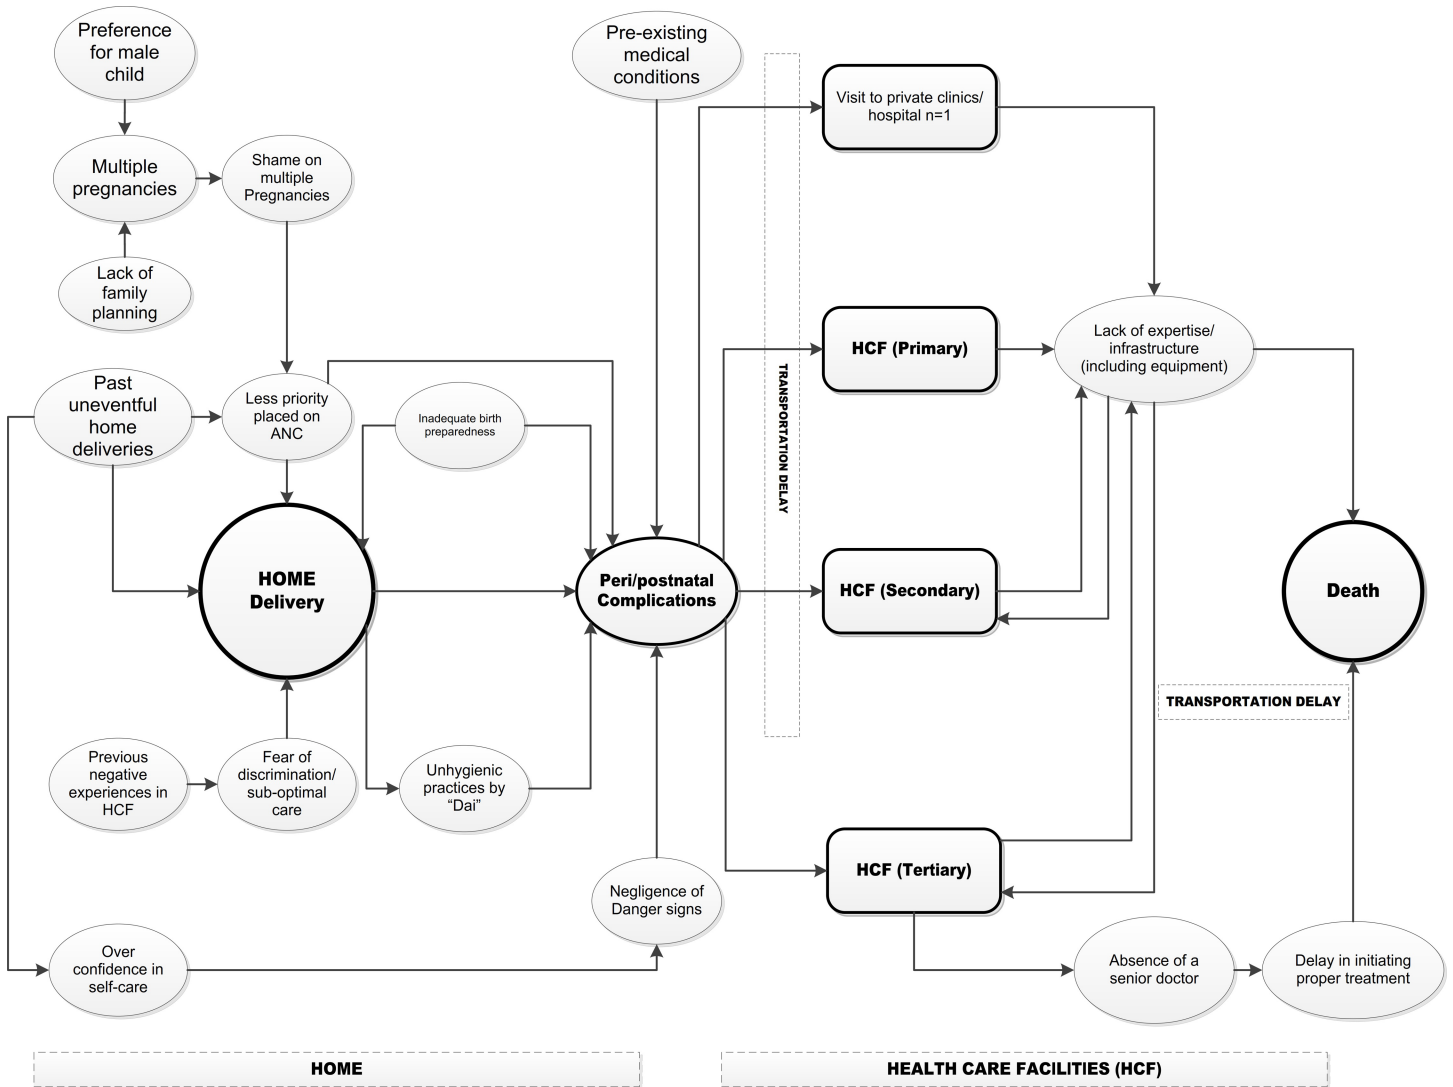 Preference
for male
child
Pre-existing
medical
conditions
Visit to private clinics/
hospital n=1
Multiple
pregnancies
Shame on
multiple
Pregnancies
Lack of
family
planning
HCF (Primary)
Lack of expertise/
infrastructure
(including equipment)
TRANSPORTATION DELAY
Past
uneventful
home
deliveries
Less priority
placed on
ANC
Inadequate birth
preparedness
HOME
Delivery
Peri/postnatal
Complications
HCF (Secondary)
Death
TRANSPORTATION DELAY
Previous
negative
experiences in
HCF
Fear of
discrimination/
sub-optimal
care
Unhygienic
practices by
“Dai”
Negligence of
Danger signs
HCF (Tertiary)
Over
confidence in
self-care
Absence of a
senior doctor
Delay in initiating
proper treatment
HOME
HEALTH CARE FACILITIES (HCF)